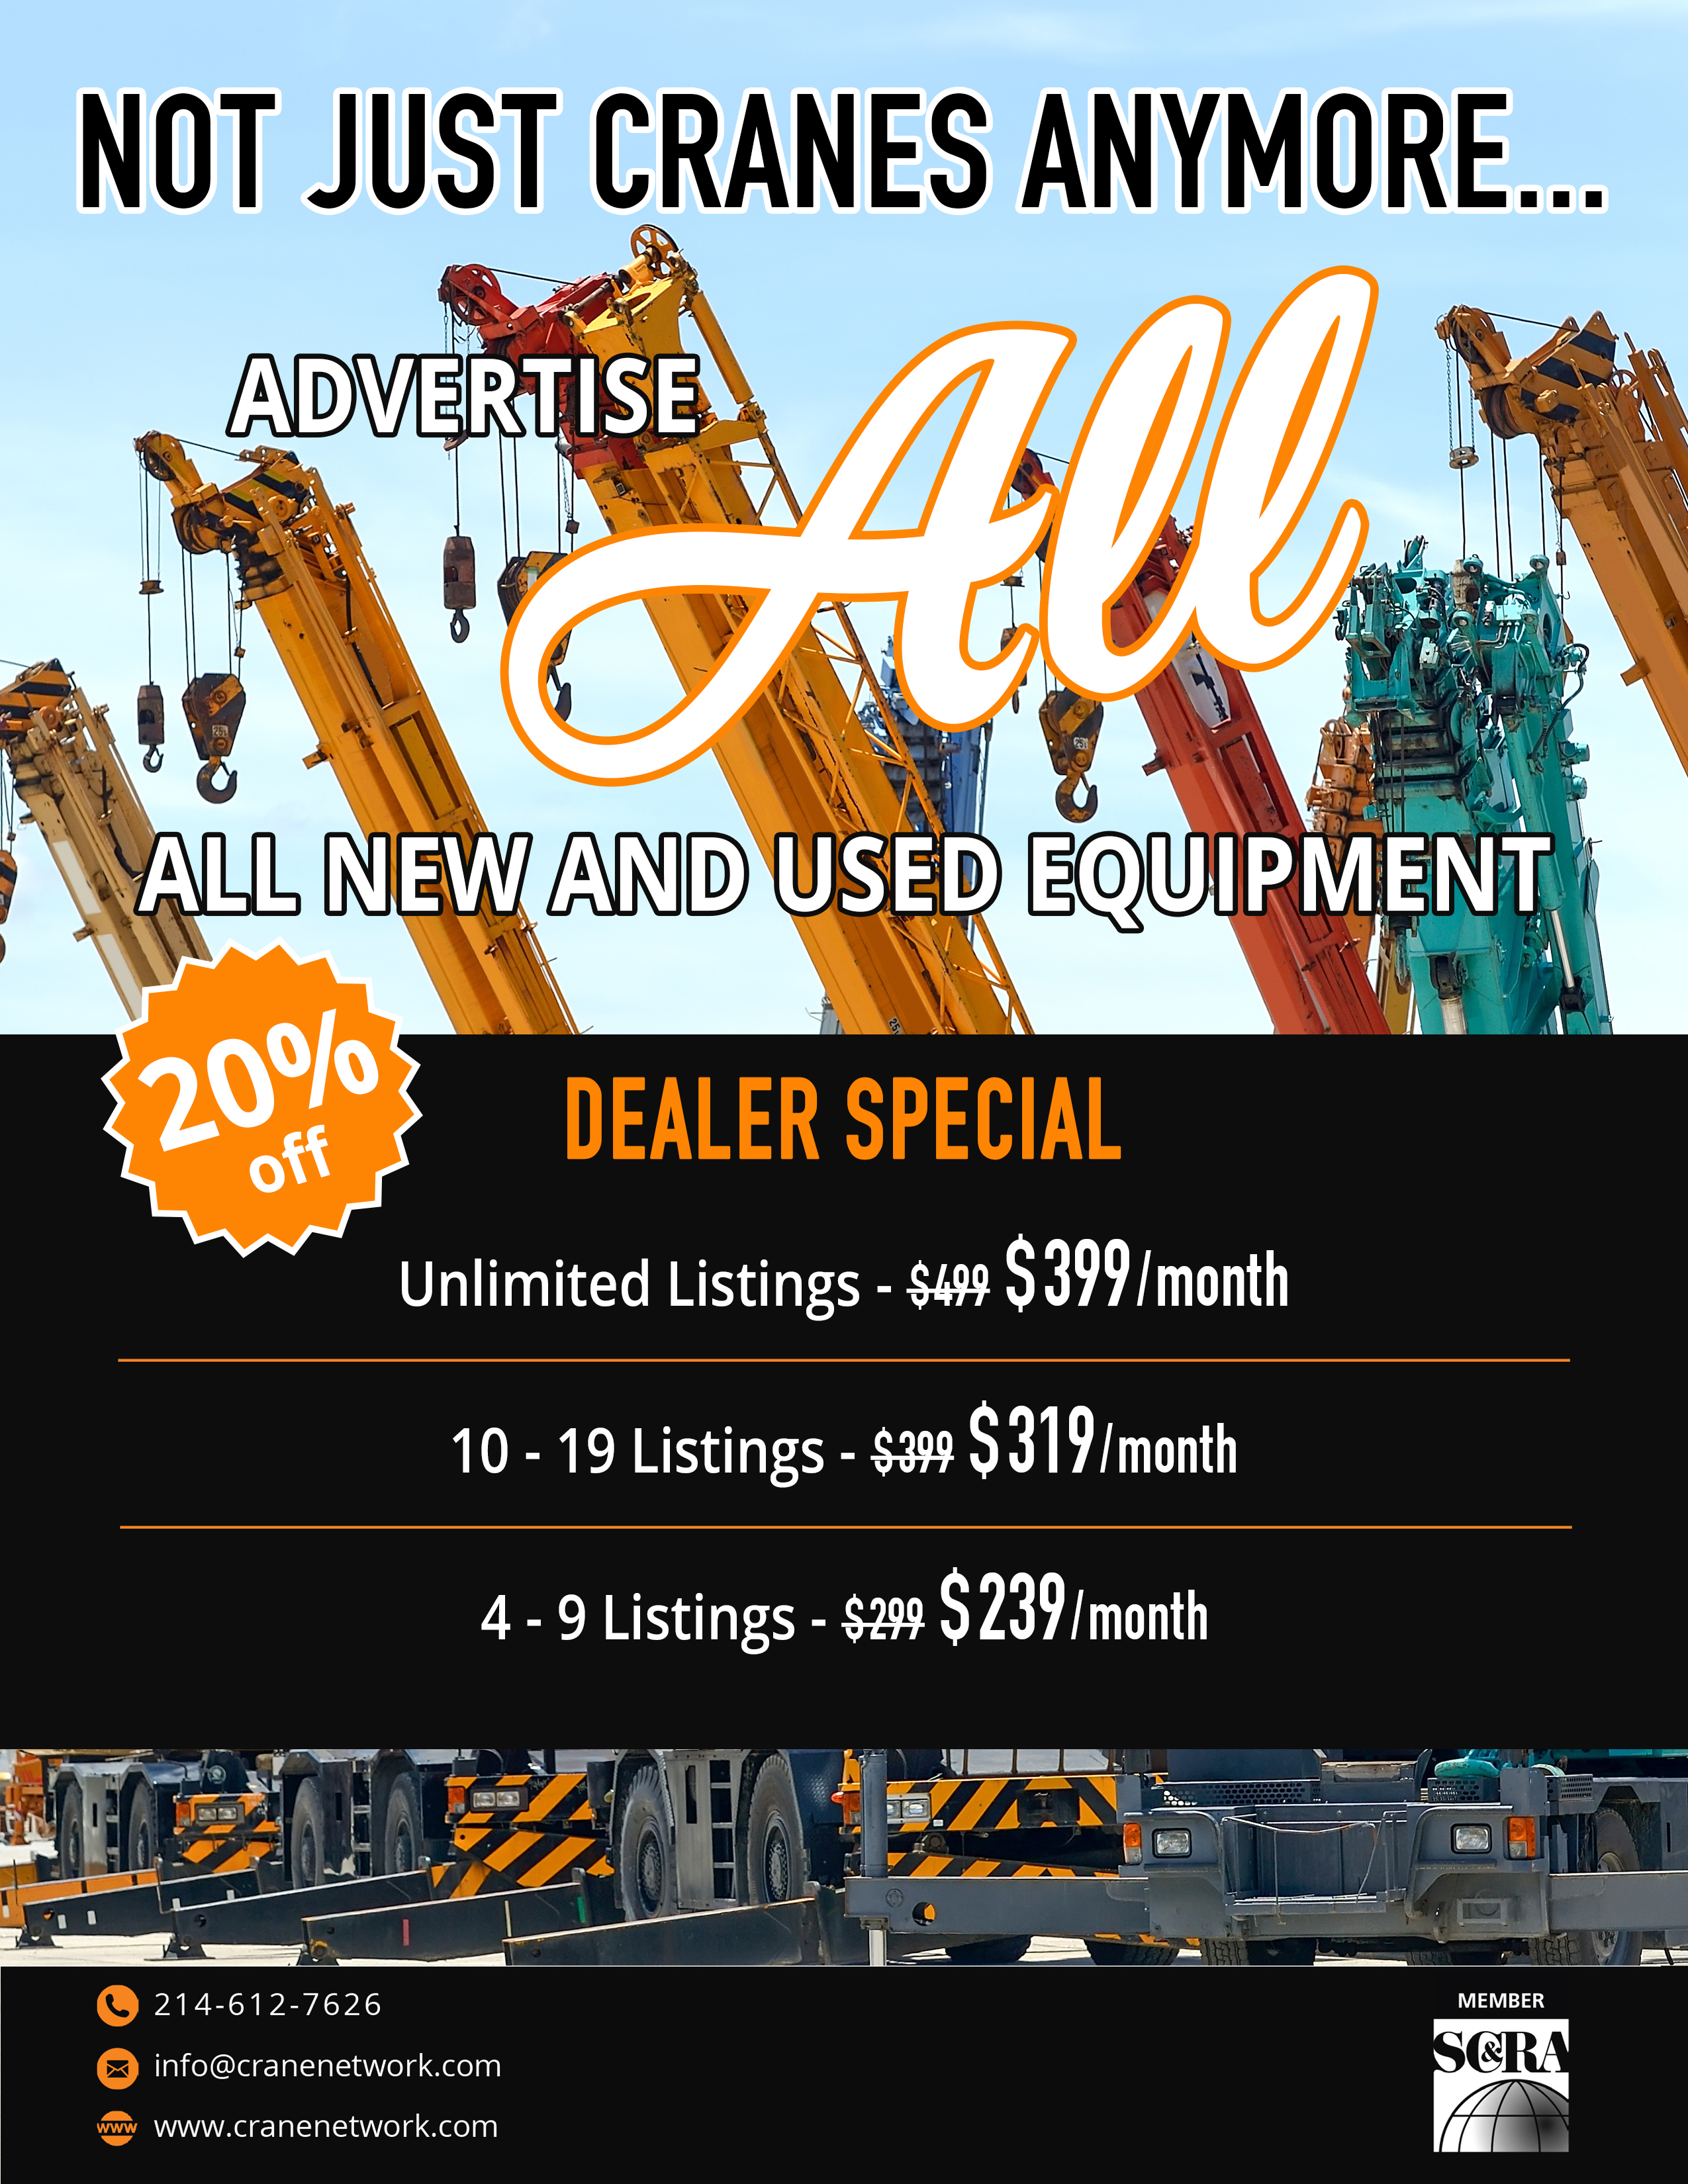 NOT JUST CRANES ANYMORE...
ADVERTISE
All
ALL NEW AND USED EQUIPMENT
20%
off
DEALER SPECIAL
Unlimited Listings - $499 $399/month
10 - 19 Listings - $399 $319/month
4 - 9 Listings - $299 $239/month
214-612-7626
info@cranenetwork.com
www www.cranenetwork.com
MEMBER
SC&RA